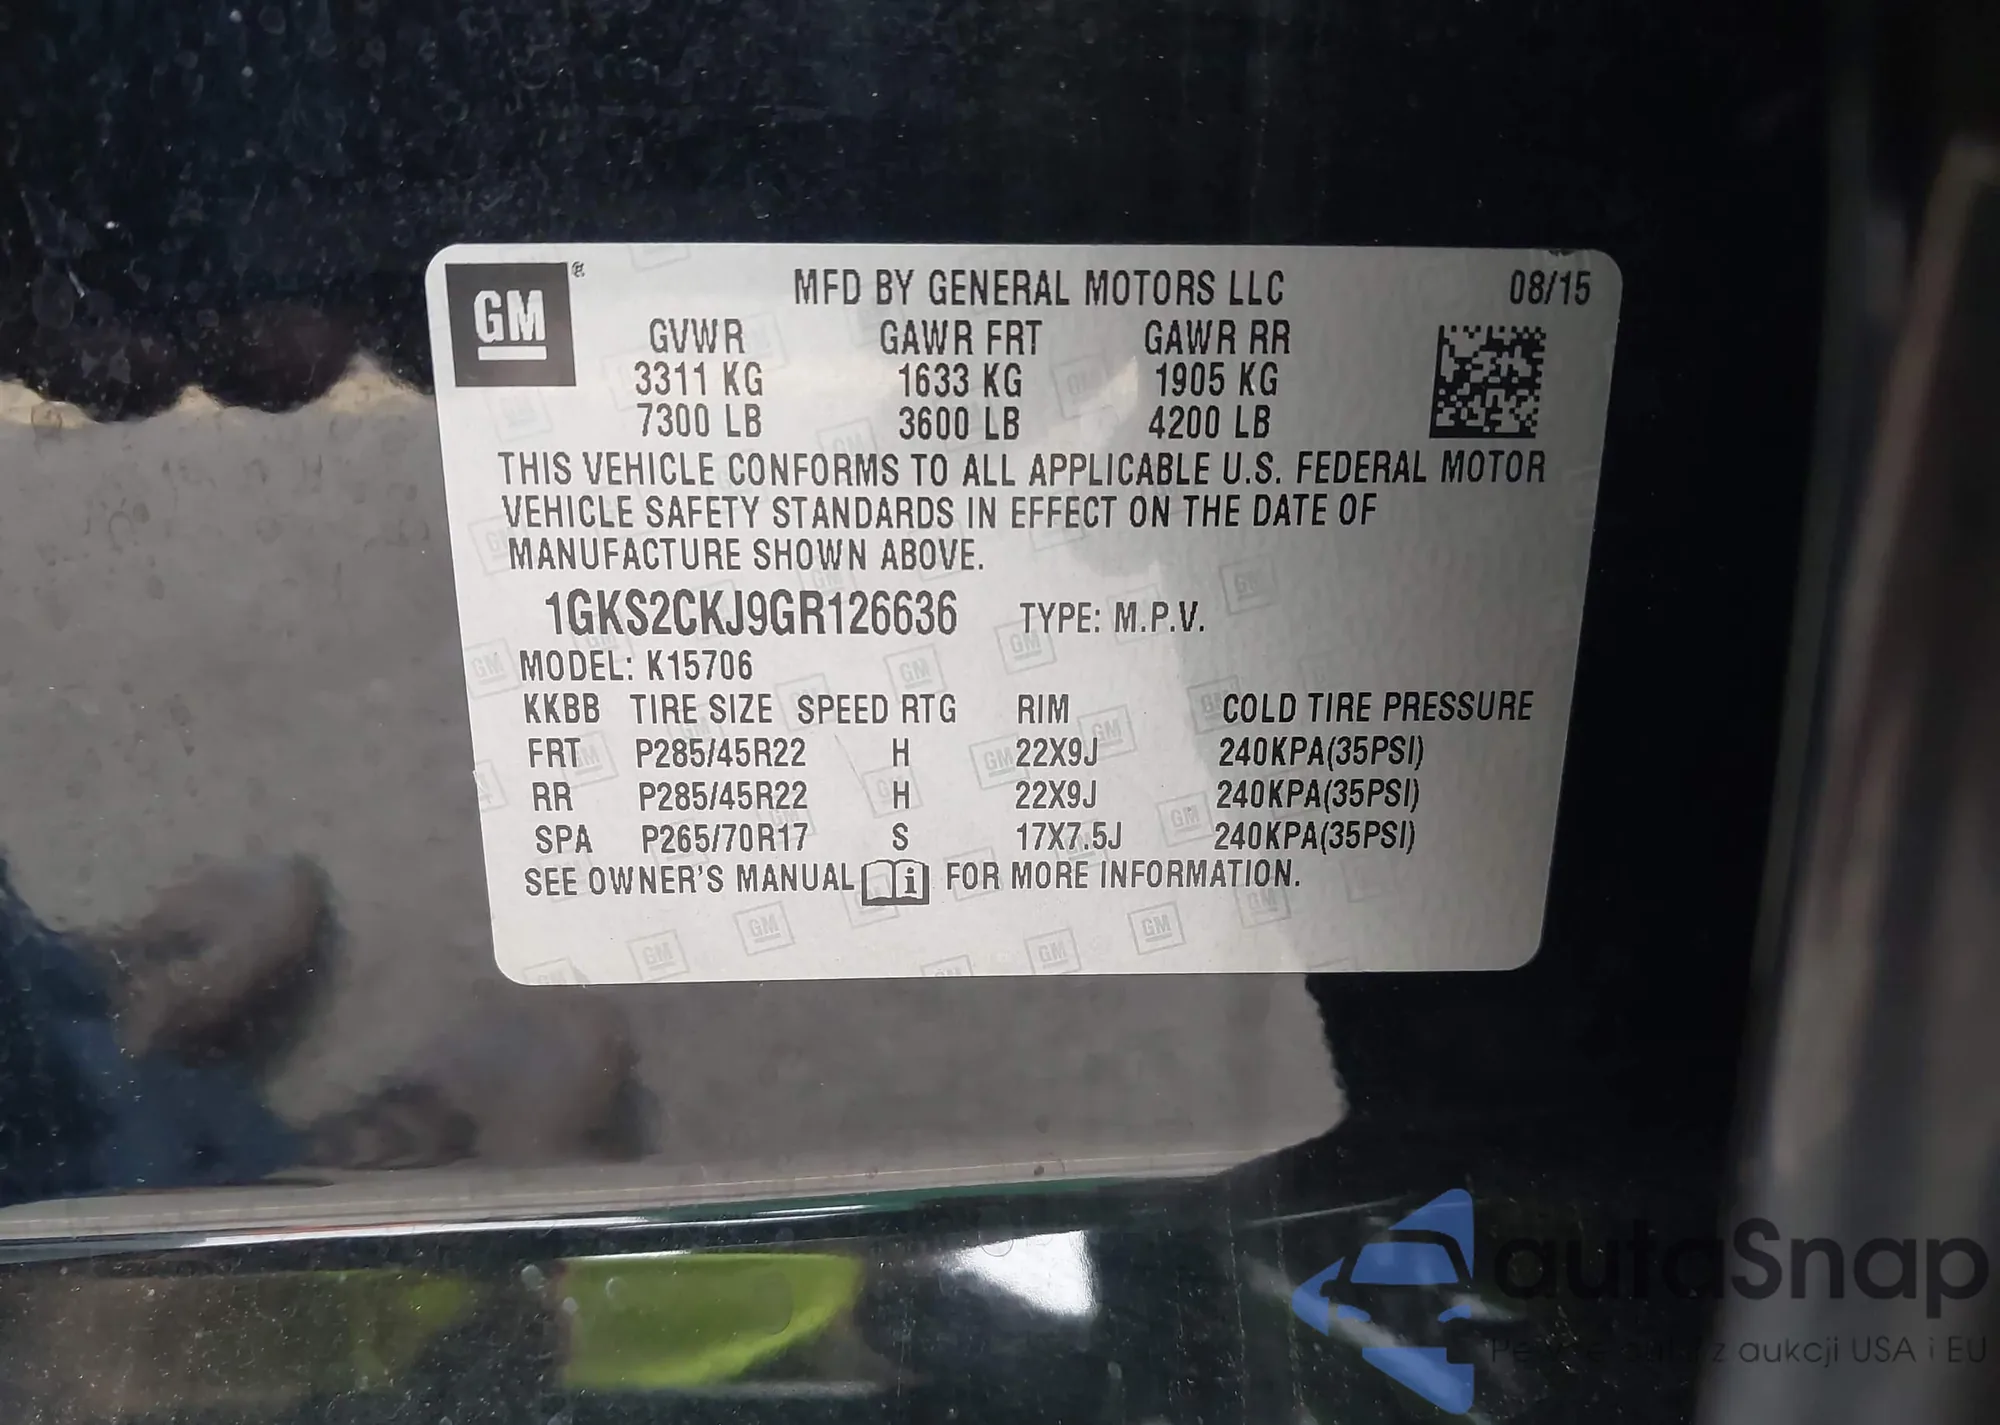 GM ® MFD BY GENERAL MOTORS LLC 08/15
GVWR GAWR FRT GAWR RR
3311 KG 1633 KG 1905 KG
7300 LB 3600 LB 4200 LB
THIS VEHICLE CONFORMS TO ALL APPLICABLE U.S. FEDERAL MOTOR
VEHICLE SAFETY STANDARDS IN EFFECT ON THE DATE OF
MANUFACTURE SHOWN ABOVE.
1GKS2CKJ9GR126636 TYPE: M.P.V.
MODEL: K15706
KKBB TIRE SIZE SPEED RTG RIM COLD TIRE PRESSURE
FRT P285/45R22 H 22X9J 240KPA(35PSI)
RR P285/45R22 H 22X9J 240KPA(35PSI)
SPA P265/70R17 S 17X7.5J 240KPA(35PSI)
SEE OWNER'S MANUAL i FOR MORE INFORMATION.
autaSnap
z aukcji USA i EU